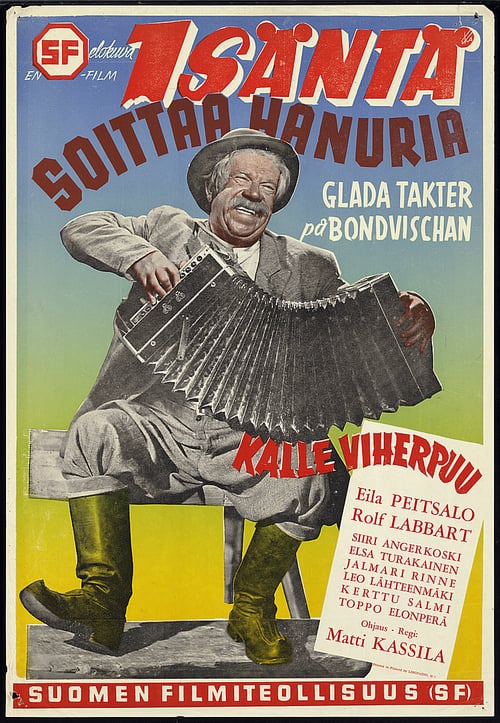 SF elokuva
EN -FILM
ISÄNTÄ
SOITTAA HANURIA
GLADA TAKTER
på BONDVISCHAN
KALLE VIHERPUU
Eila PEITSALO
Rolf LABBART
SIIRI ANGERKOSKI
ELSA TURAKAINEN
JALMARI RINNE
LEO LÄHTEENMÄKI
KERTTU SALMI
TOPPO ELONPERÄ
Ohjaus - Regi:
Matti KASSILA
SUOMEN FILMITEOLLISUUS (SF)